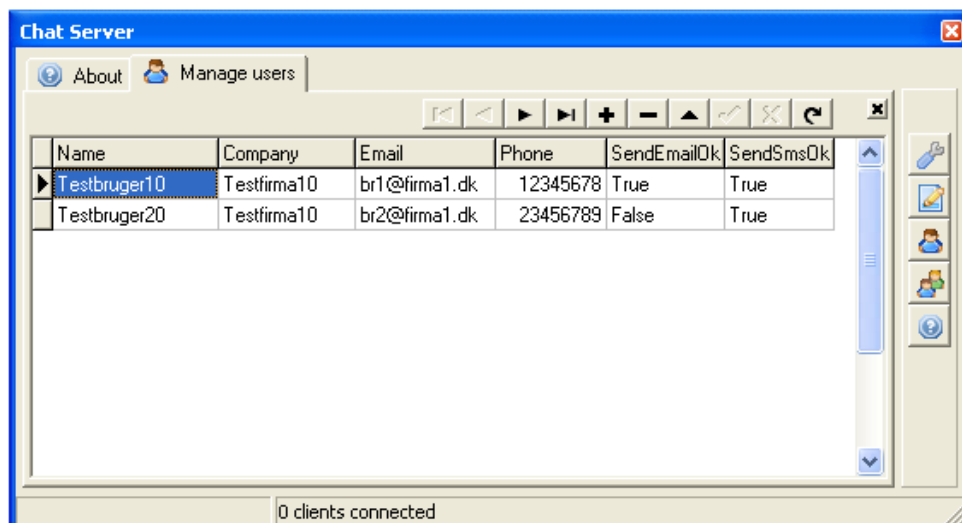 Chat Server
About Manage users
Name Company Email Phone SendEmailOk SendSmsOk
Testbruger10 Testfirma10 br1@firma1.dk 12345678 True True
Testbruger20 Testfirma10 br2@firma1.dk 23456789 False True
0 clients connected